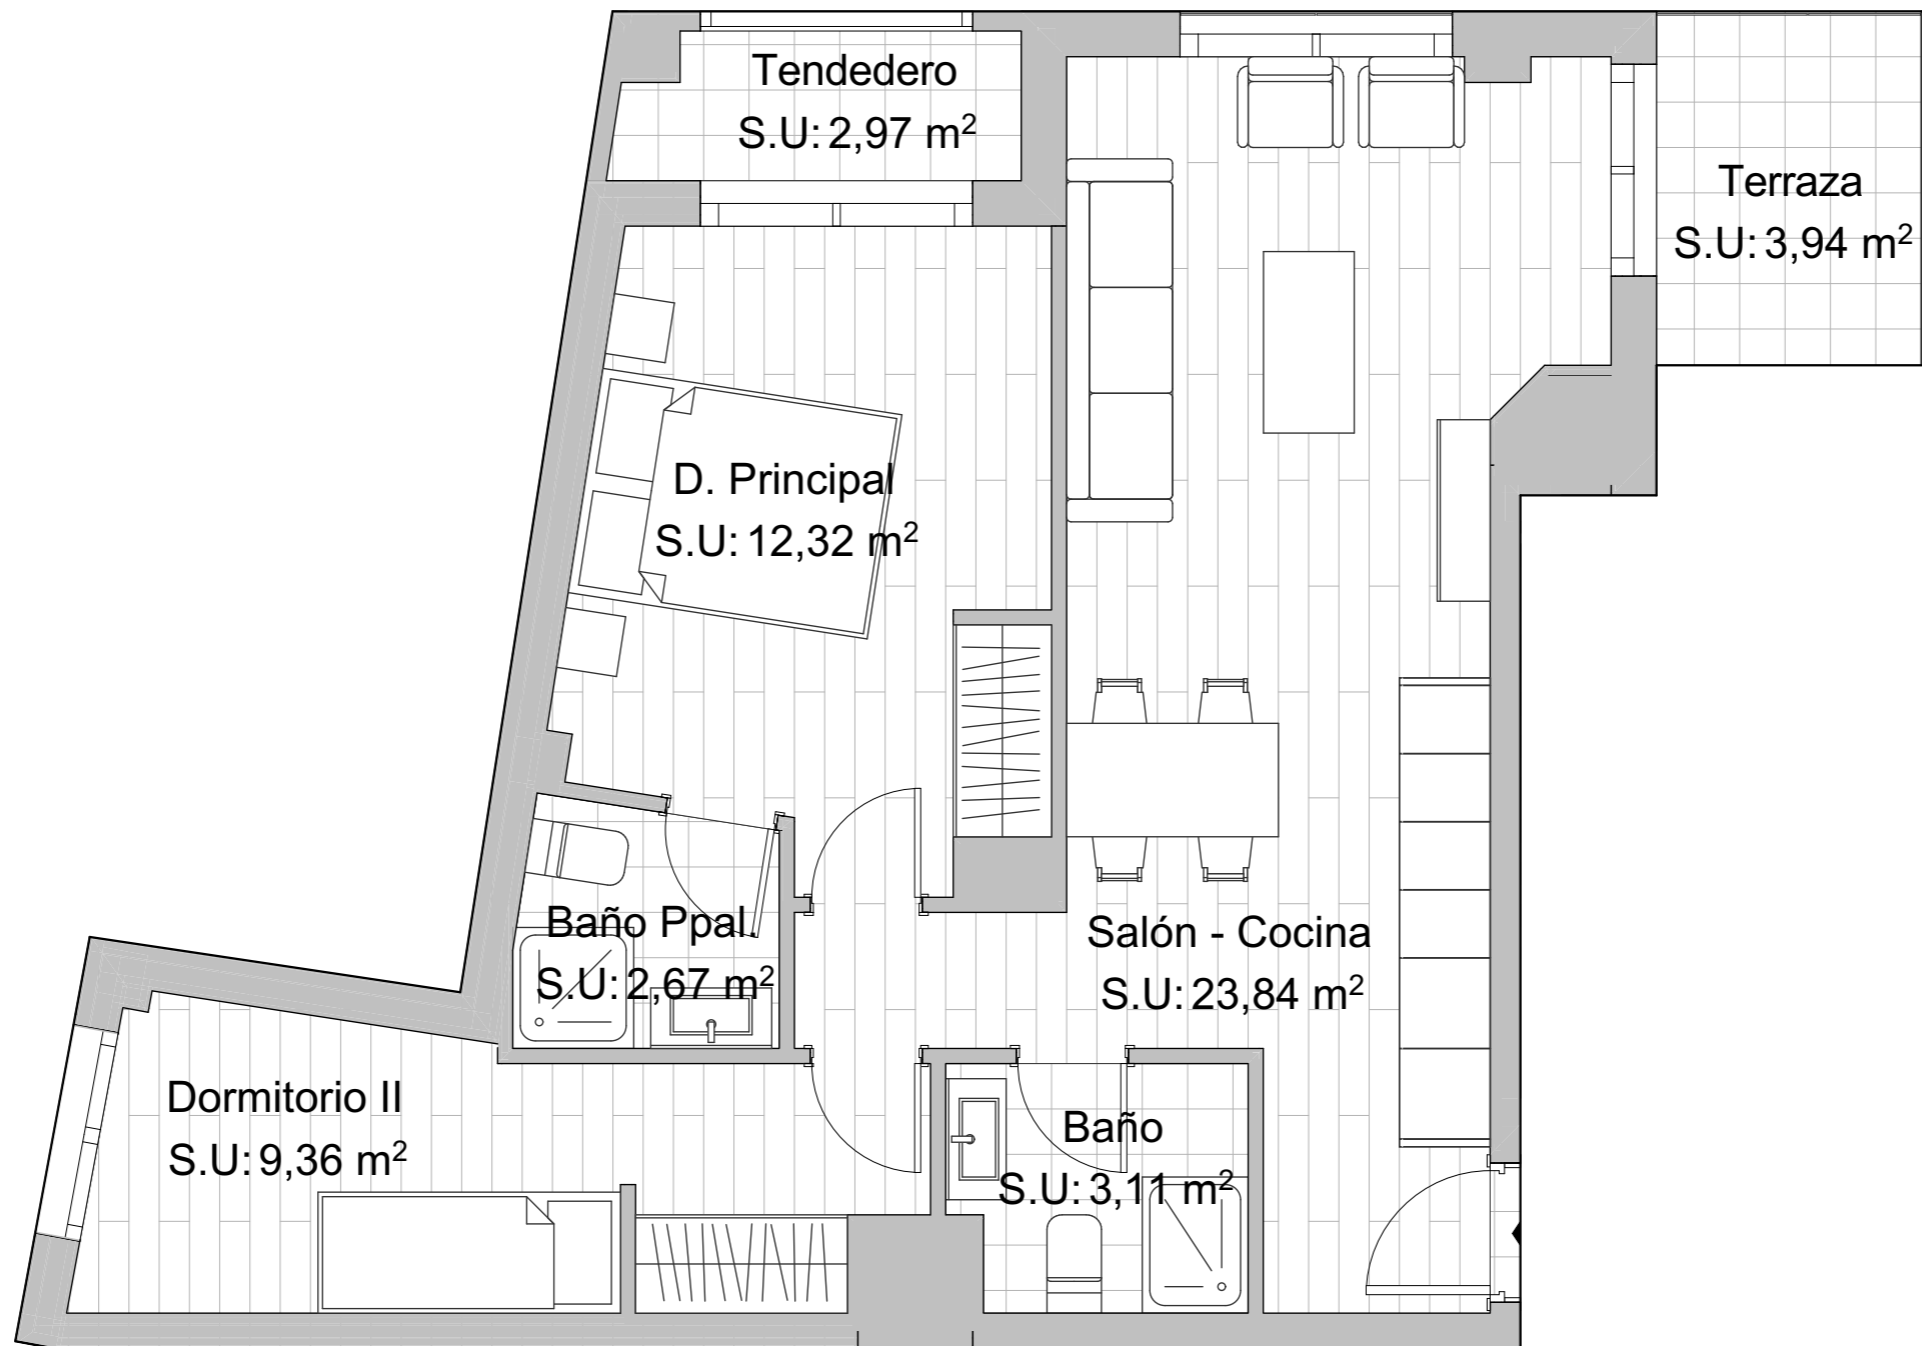 Tendedero
S.U: 2,97 m²
Terraza
S.U: 3,94 m²
D. Principal
S.U: 12,32 m²
Baño Ppal.
S.U: 2,67 m²
Salón - Cocina
S.U: 23,84 m²
Dormitorio II
S.U: 9,36 m²
Baño
S.U: 3,11 m²